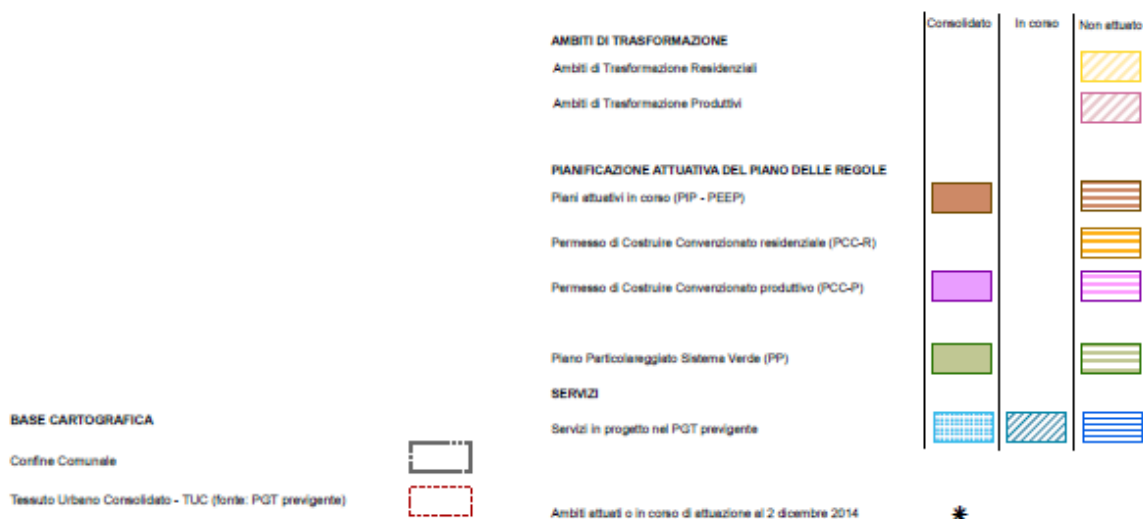 Consolidato In corso Non attuato
AMBITI DI TRASFORMAZIONE
Ambiti di Trasformazione Residenziali
Ambiti di Trasformazione Produttivi
PIANIFICAZIONE ATTUATIVA DEL PIANO DELLE REGOLE
Piani attuativi in corso (PIP - PEEP)
Permesso di Costruire Convenzionato residenziale (PCC-R)
Permesso di Costruire Convenzionato produttivo (PCC-P)
Piano Particolareggiato Sistema Verde (PP)
SERVIZI
Servizi in progetto nel PGT previgente
Ambiti attuati o in corso di attuazione al 2 dicembre 2014
BASE CARTOGRAFICA
Confine Comunale
Tessuto Urbano Consolidato - TUC (fonte: PGT previgente)